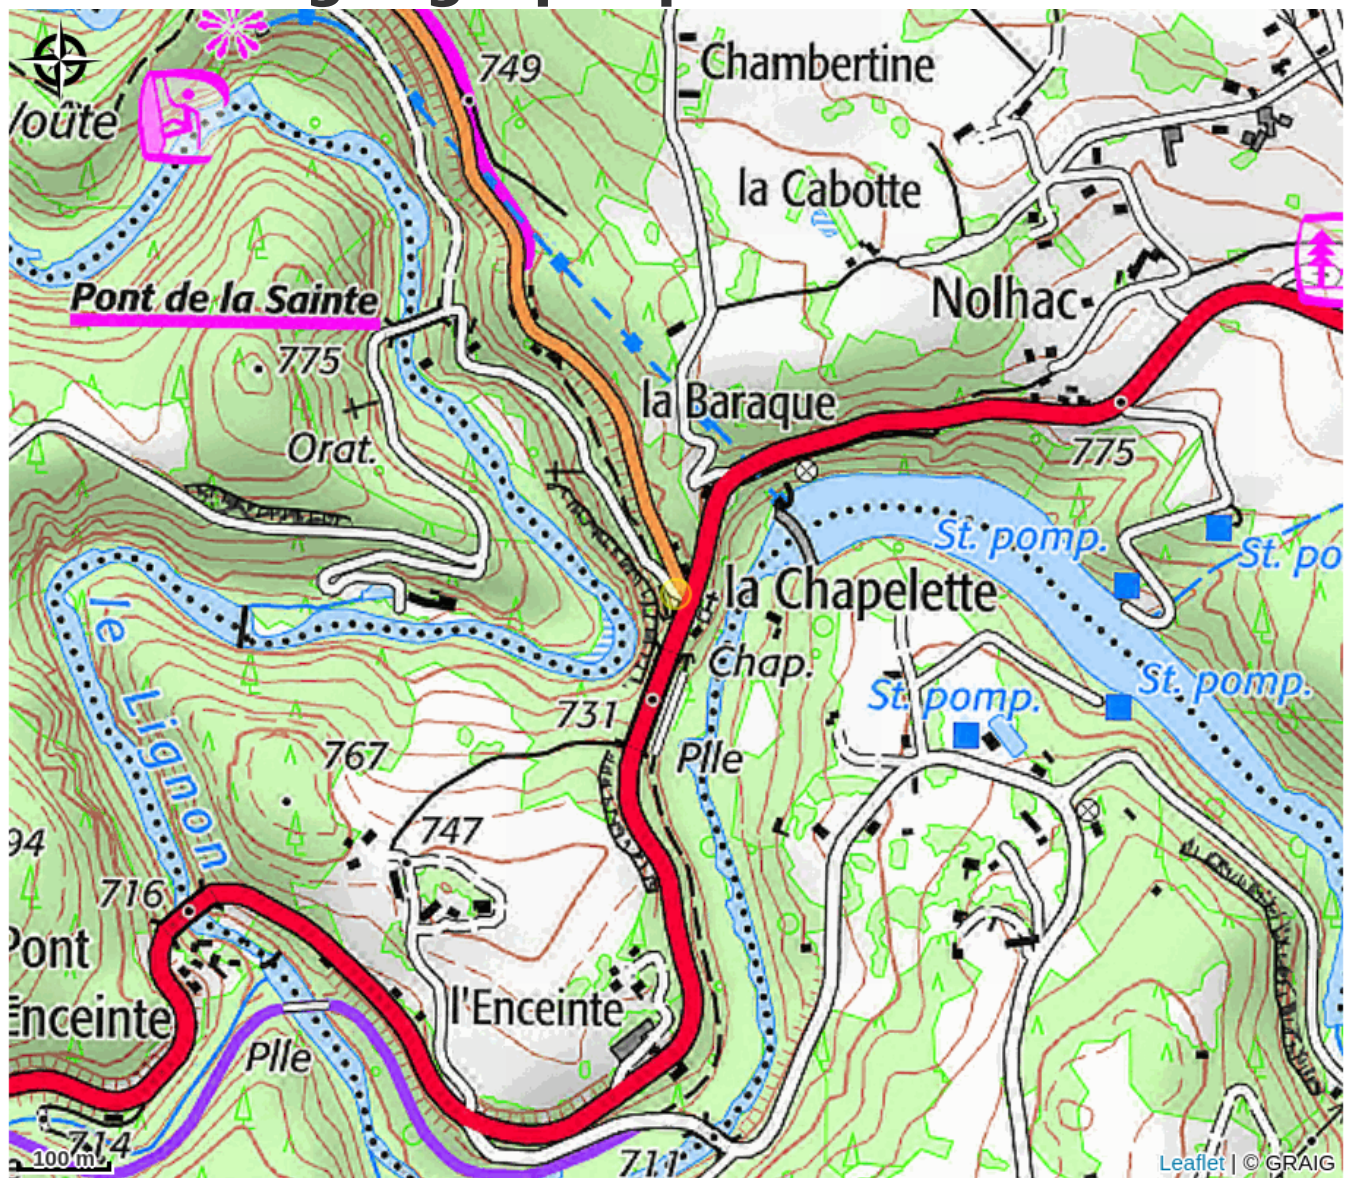 749
Chambertine
Voûte
la Cabotte
Nolhac
Pont de la Sainte
775
la Baraque
Orat.
775
St. pomp.
St. po
la Chapelette
Chap.
St. pomp.
St. pomp.
731
le Lignon
767
Plle
747
94
716
Pont
Enceinte
l'Enceinte
Plle
714
711
100 m
Leaflet | © GRAIG